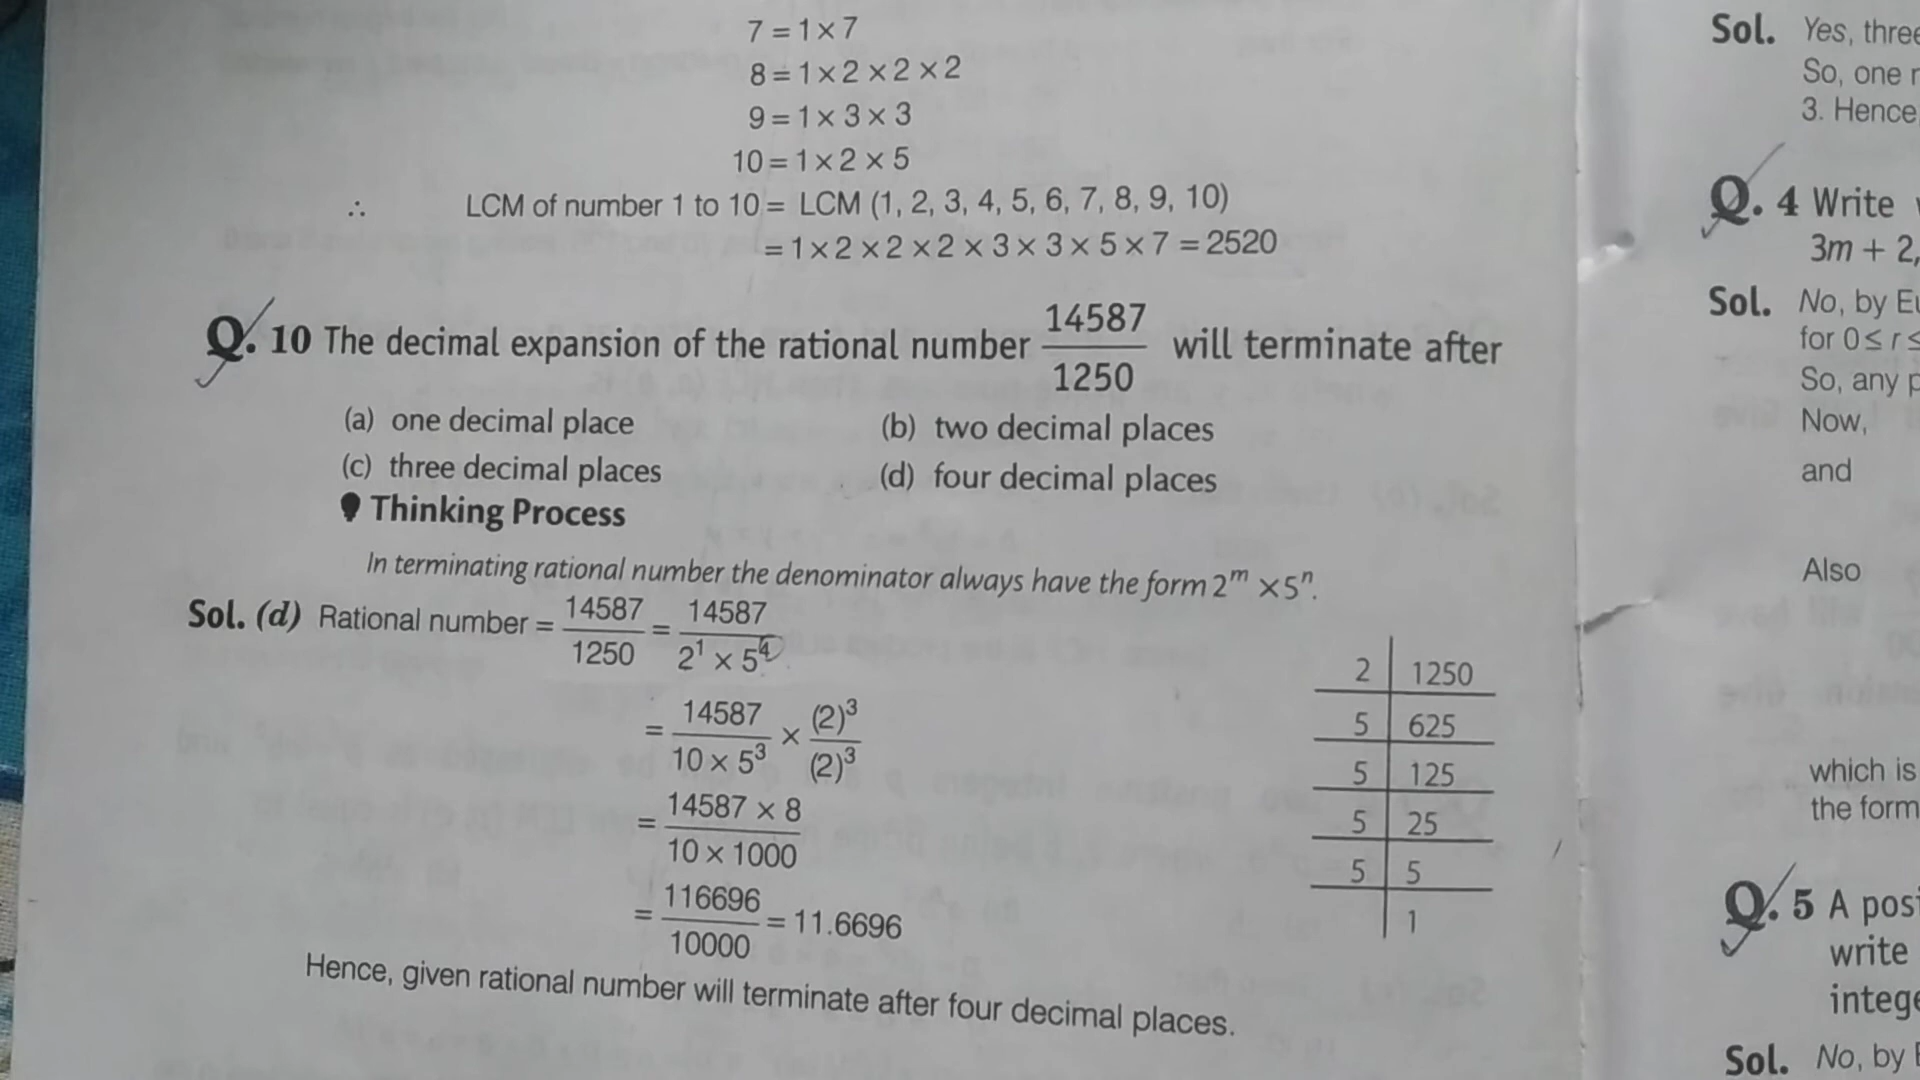 7 = 1 × 7
8 = 1 × 2 × 2 × 2
9 = 1 × 3 × 3
10 = 1 × 2 × 5
∴ LCM of number 1 to 10 = LCM (1, 2, 3, 4, 5, 6, 7, 8, 9, 10)
= 1 × 2 × 2 × 2 × 3 × 3 × 5 × 7 = 2520
Q. 10 The decimal expansion of the rational number 14587/1250 will terminate after
(a) one decimal place (b) two decimal places
(c) three decimal places (d) four decimal places
Thinking Process
In terminating rational number the denominator always have the form 2^m × 5^n.
Sol. (d) Rational number = 14587/1250 = 14587/(2^1 × 5^4)
= 14587/(10 × 5^3) × (2)^3/(2)^3
= (14587 × 8)/(10 × 1000)
= 116696/10000 = 11.6696
Hence, given rational number will terminate after four decimal places.
2 | 1250
5 | 625
5 | 125
5 | 25
5 | 5
| 1
Sol. Yes, three
So, one
3. Hence
Q. 4 Write
3m + 2,
Sol. No, by
for 0 ≤ r ≤
So, any
Now,
and
Also
which is
the form
Q. 5 A
write
Sol. No, by